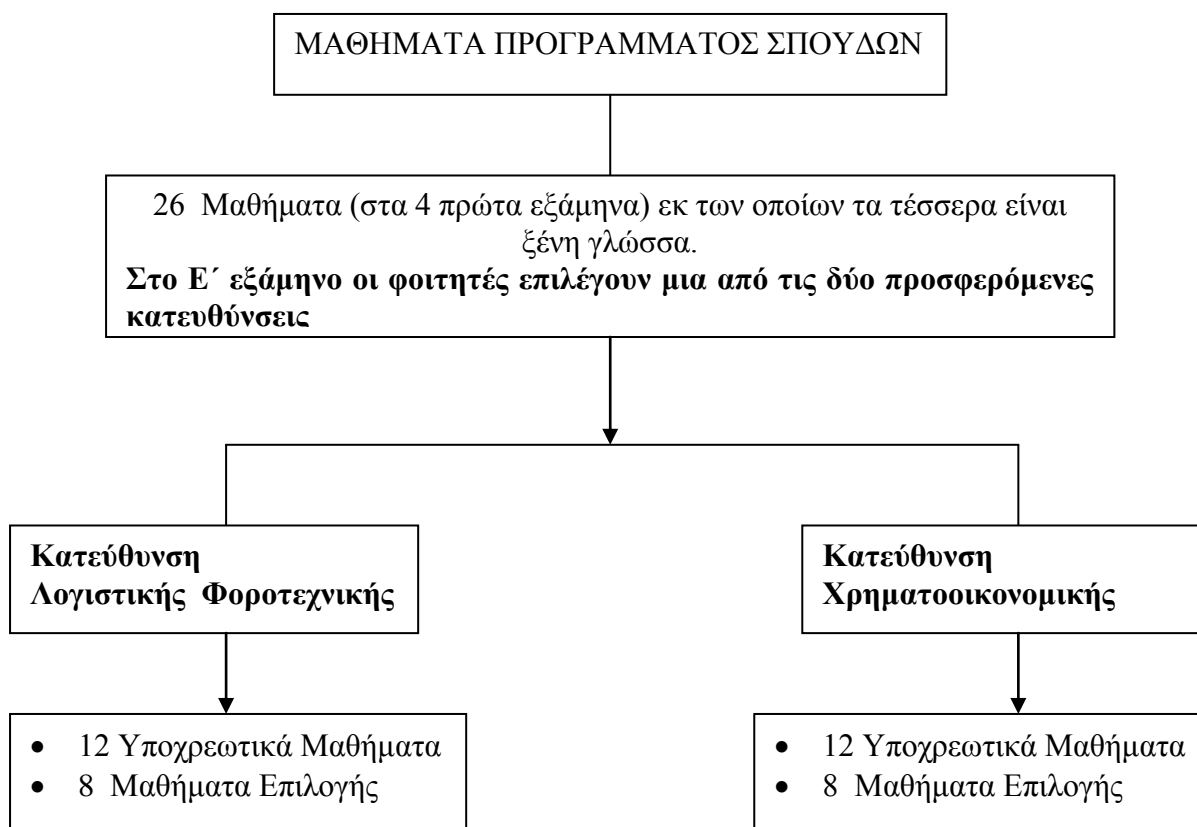 ΜΑΘΗΜΑΤΑ ΠΡΟΓΡΑΜΜΑΤΟΣ ΣΠΟΥΔΩΝ
26 Μαθήματα (στα 4 πρώτα εξάμηνα) εκ των οποίων τα τέσσερα είναι
ξένη γλώσσα.
Στο Ε΄ εξάμηνο οι φοιτητές επιλέγουν μια από τις δύο προσφερόμενες
κατευθύνσεις
Κατεύθυνση
Λογιστικής Φοροτεχνικής
Κατεύθυνση
Χρηματοοικονομικής
• 12 Υποχρεωτικά Μαθήματα
• 8 Μαθήματα Επιλογής
• 12 Υποχρεωτικά Μαθήματα
• 8 Μαθήματα Επιλογής